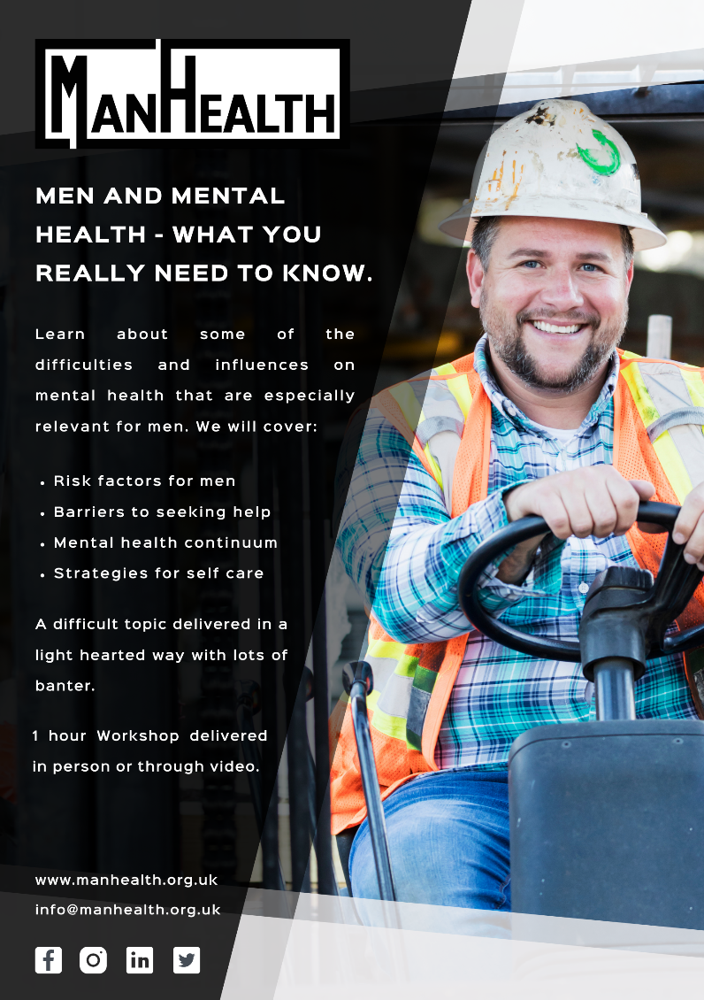 MANHEALTH
MEN AND MENTAL
HEALTH - WHAT YOU
REALLY NEED TO KNOW.
Learn about some of the
difficulties and influences on
mental health that are especially
relevant for men. We will cover:
• Risk factors for men
• Barriers to seeking help
• Mental health continuum
• Strategies for self care
A difficult topic delivered in a
light hearted way with lots of
banter.
1 hour Workshop delivered
in person or through video.
www.manhealth.org.uk
info@manhealth.org.uk